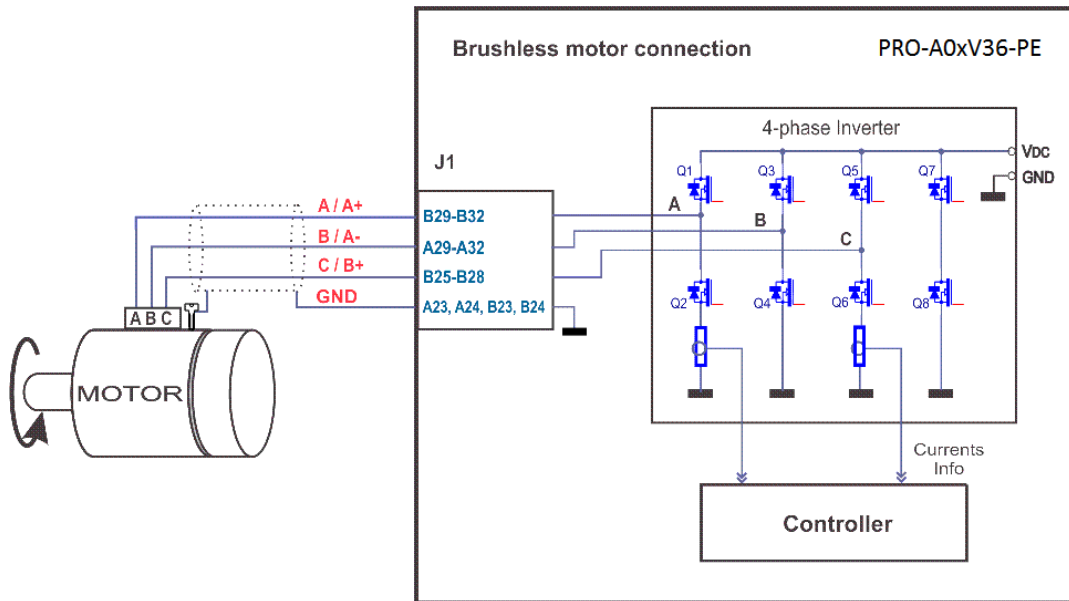 Brushless motor connection
PRO-A0xV36-PE
4-phase Inverter
VDC
GND
Q1
Q3
Q5
Q7
J1
A / A+
B29-B32
A
B / A-
A29-A32
B
C / B+
B25-B28
C
GND
A23, A24, B23, B24
Q2
Q4
Q6
Q8
A B C
MOTOR
Currents
Info
Controller